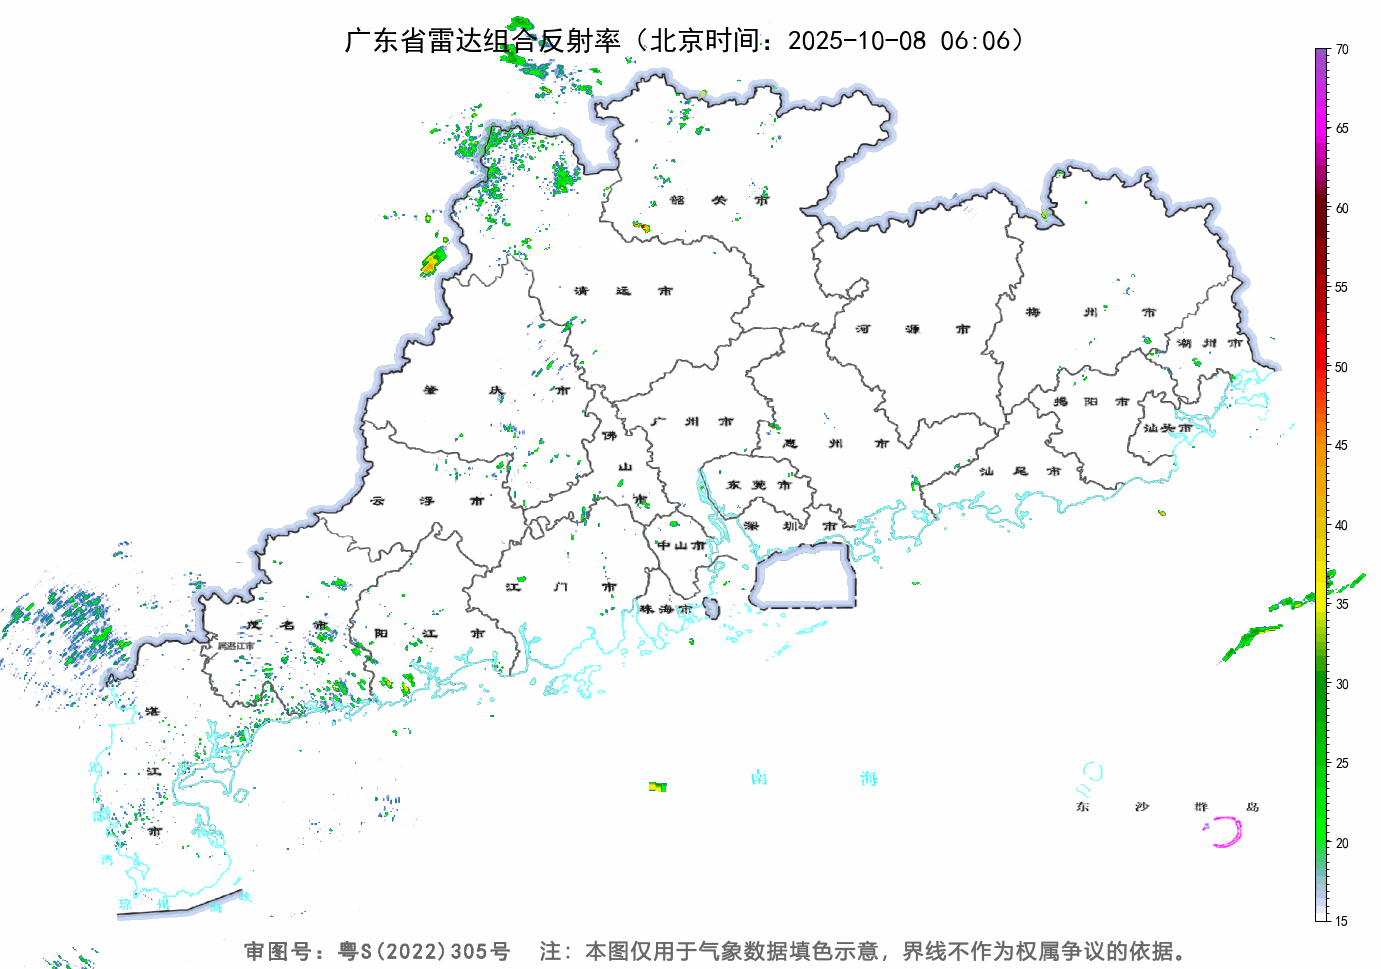 广东省雷达组合反射率（北京时间：2025-10-08 06:06）
70
65
60
55
50
45
40
35
30
25
20
15
韶关市
清远市
河源市
梅州市
潮州市
肇庆市
广州市
佛山市
惠州市
揭阳市
汕头市
汕尾市
云浮市
东莞市
深圳市
中山市
江门市
珠海市
茂名市
属湛江市
阳江市
湛江市
北部湾
南海
东沙群岛
琼州海峡
审图号：粤S(2022)305号 注：本图仅用于气象数据填色示意，界线不作为权属争议的依据。